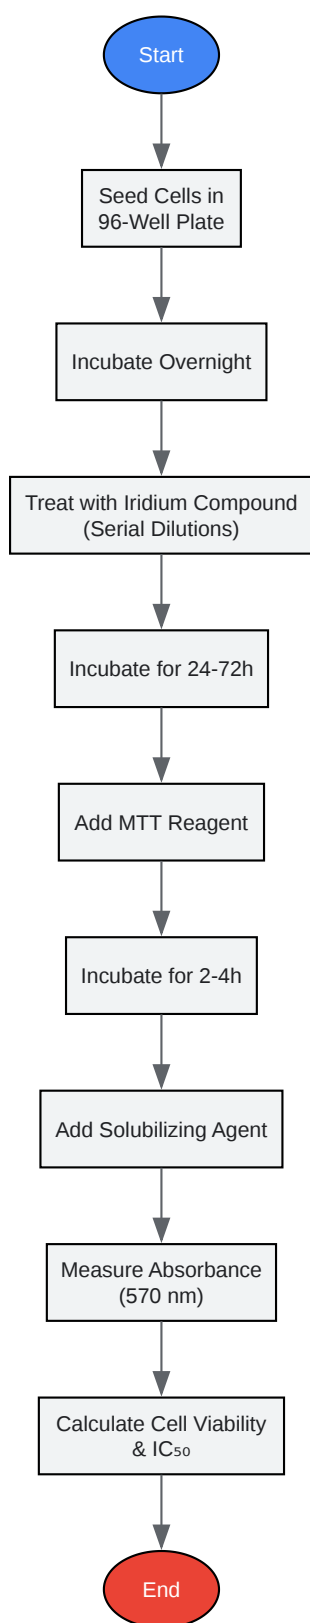 Start
Seed Cells in
96-Well Plate
Incubate Overnight
Treat with Iridium Compound
(Serial Dilutions)
Incubate for 24-72h
Add MTT Reagent
Incubate for 2-4h
Add Solubilizing Agent
Measure Absorbance
(570 nm)
Calculate Cell Viability
& IC₅₀
End